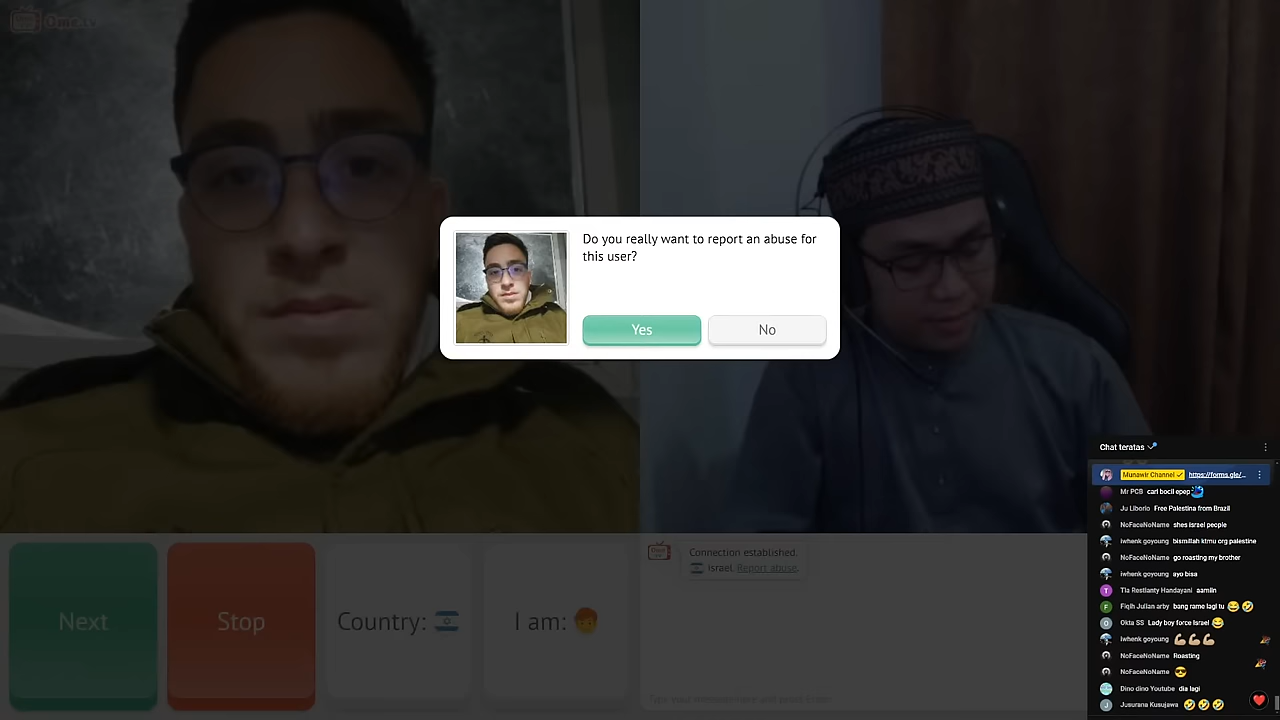 Ome.tv
Do you really want to report an abuse for
this user?
Yes
No
Next
Stop
Country:
I am:
Connection established.
Israel. Report abuse.
Chat teratas
Munawir Channel https://forms.gle/...
Mr PCB cari bocil epep
Ju Liborio Free Palestina from Brazil
NoFaceNoName shes israel people
iwhenk goyoung bismillah ktmu org palestine
NoFaceNoName go roasting my brother
iwhenk goyoung ayo bisa
Tia Restianty Handayani aamiin
Fiqih Julian arby bang rame lagi tu 😂 🤣
Okta SS Lady boy force Israel 😂
iwhenk goyoung 💪🏼💪🏼💪🏼
NoFaceNoName Roasting
NoFaceNoName 😎
Dino dino Youtube dia lagi
Jusurana Kusujawa 🤣 🤣 🤣